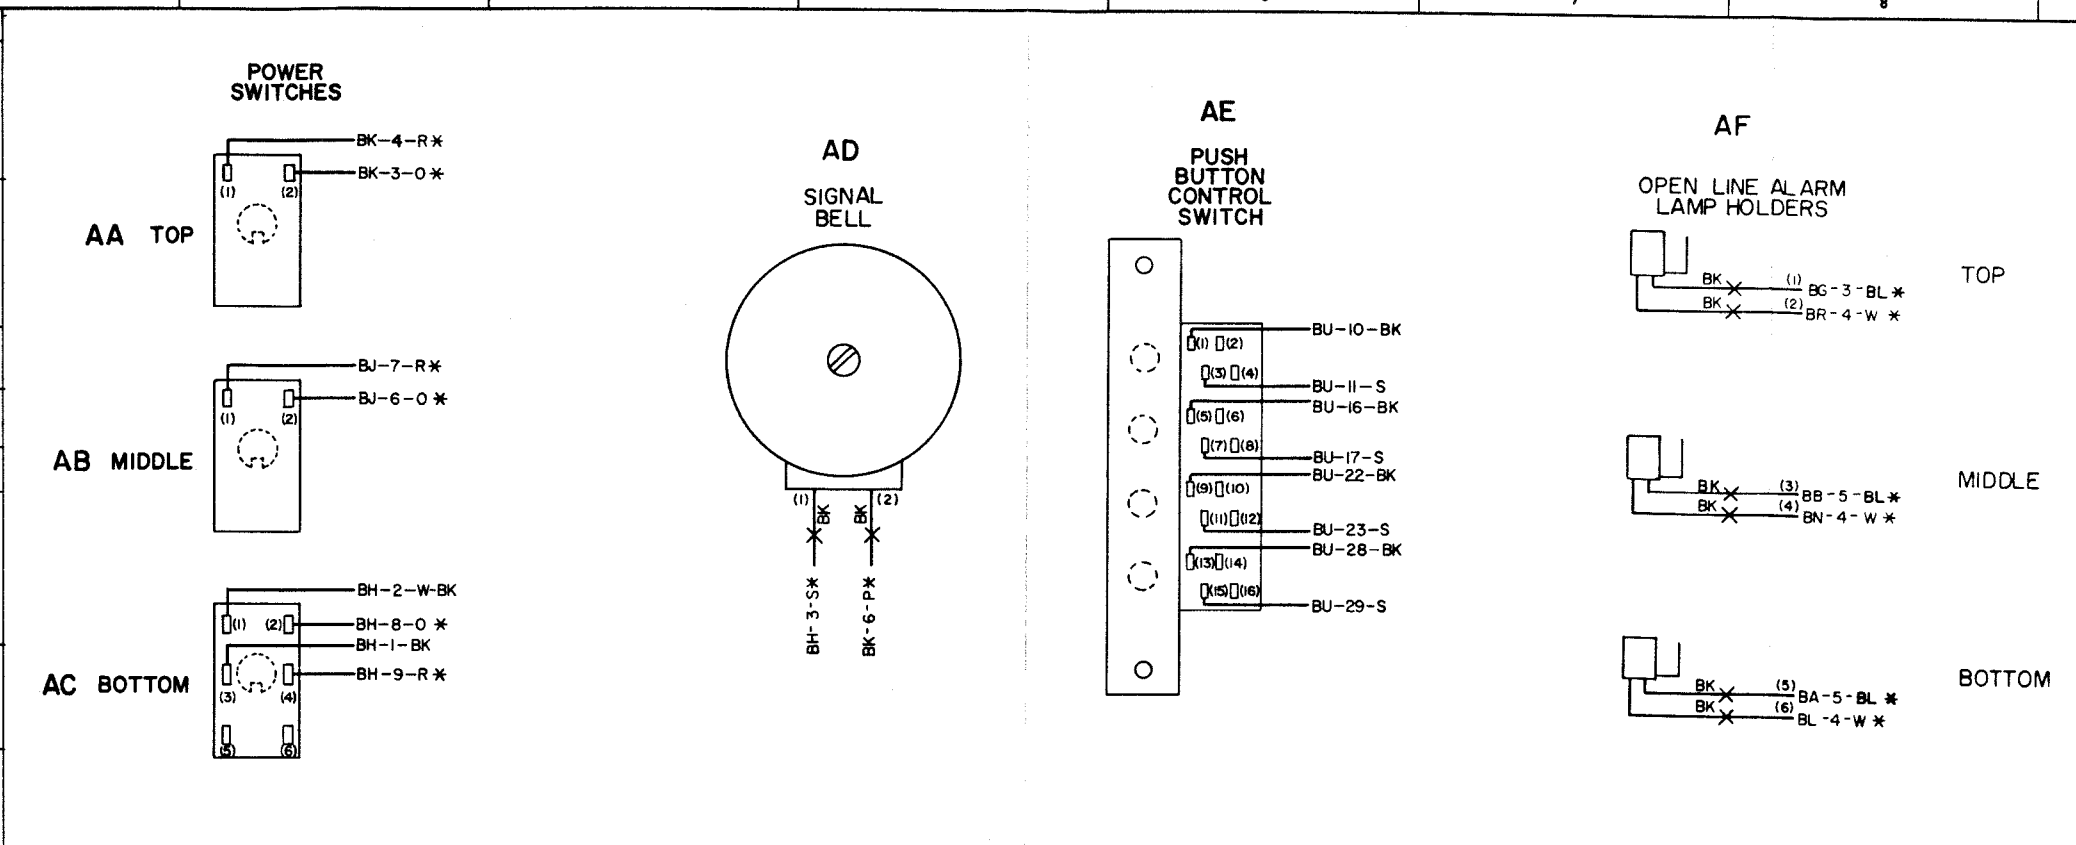 8
POWER
SWITCHES
BK-4-R*
BK-3-O*
(1) (2)
AA TOP
BJ-7-R*
BJ-6-O*
(1) (2)
AB MIDDLE
BH-2-W-BK
(1) (2)
BH-8-O *
BH-1-BK
BH-9-R*
(3) (4)
AC BOTTOM
(5) (6)
AD
SIGNAL
BELL
(1) (2)
BK BK
BH-3-S*
BK-6-P*
AE
PUSH
BUTTON
CONTROL
SWITCH
BU-10-BK
(1) (2)
(3) (4)
BU-11-S
BU-16-BK
(5) (6)
(7) (8)
BU-17-S
BU-22-BK
(9) (10)
(11) (12)
BU-23-S
BU-28-BK
(13) (14)
(15) (16)
BU-29-S
AF
OPEN LINE ALARM
LAMP HOLDERS
TOP
BK (1) BG-3-BL*
BK (2) BR-4-W *
MIDDLE
BK (3) BB-5-BL*
BK (4) BN-4-W *
BOTTOM
BK (5) BA-5-BL *
BK (6) BL-4-W *